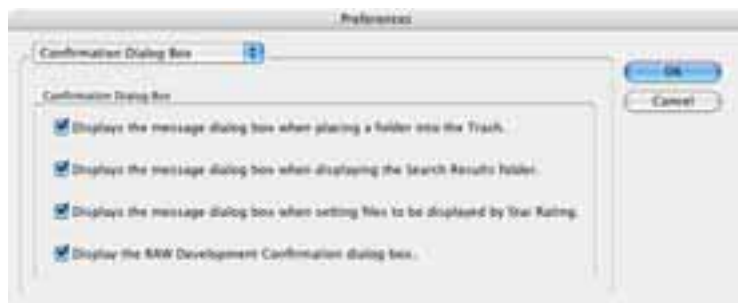 Preferences
Confirmation Dialog Box
OK
Cancel
Confirmation Dialog Box
Displays the message dialog box when placing a folder into the Trash.
Displays the message dialog box when displaying the Search Results folder.
Displays the message dialog box when setting files to be displayed by Star Rating.
Display the RAW Development Confirmation dialog box.